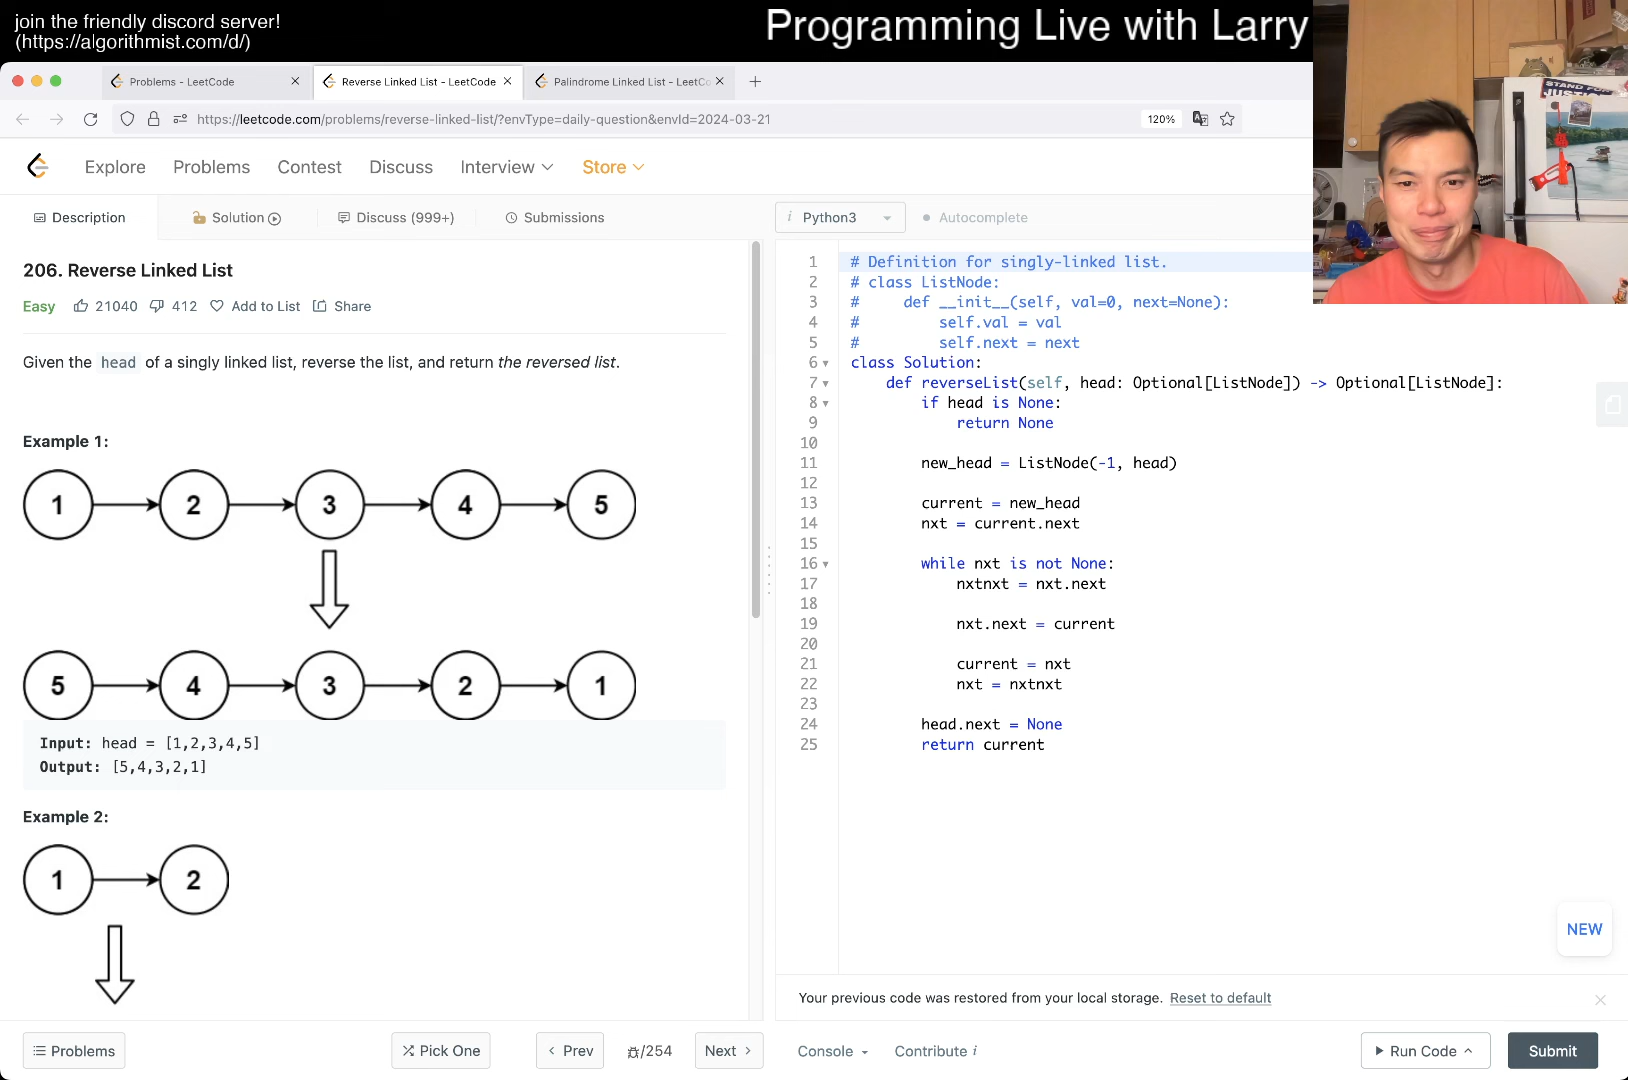 join the friendly discord server!
(https://algorithmist.com/d/)
Programming Live with Larry
Problems - LeetCode
Reverse Linked List - LeetCode
Palindrome Linked List - LeetCo
https://leetcode.com/problems/reverse-linked-list/?envType=daily-question&envId=2024-03-21
120%
Explore
Problems
Contest
Discuss
Interview
Store
Description
Solution
Discuss (999+)
Submissions
i Python3
Autocomplete
206. Reverse Linked List
Easy 21040 412 Add to List Share
Given the head of a singly linked list, reverse the list, and return the reversed list.
Example 1:
1 2 3 4 5
5 4 3 2 1
Input: head = [1,2,3,4,5]
Output: [5,4,3,2,1]
Example 2:
1 2
1 # Definition for singly-linked list.
2 # class ListNode:
3 #     def __init__(self, val=0, next=None):
4 #         self.val = val
5 #         self.next = next
6 class Solution:
7     def reverseList(self, head: Optional[ListNode]) -> Optional[ListNode]:
8         if head is None:
9             return None
10
11         new_head = ListNode(-1, head)
12
13         current = new_head
14         nxt = current.next
15
16         while nxt is not None:
17             nxtnxt = nxt.next
18
19             nxt.next = current
20
21             current = nxt
22             nxt = nxtnxt
23
24         head.next = None
25         return current
NEW
Your previous code was restored from your local storage. Reset to default
Problems
Pick One
Prev
/254
Next
Console
Contribute i
Run Code
Submit
STAND FOR
JUSTIC